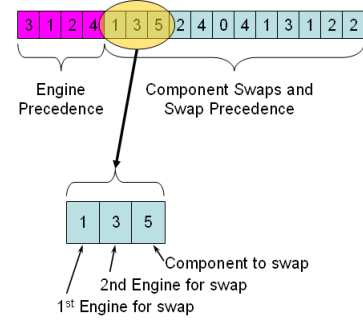 3 1 2 4 1 3 5 2 4 0 4 1 3 1 2 2
Engine
Precedence
Component Swaps and
Swap Precedence
1 3 5
Component to swap
2nd Engine for swap
1st Engine for swap